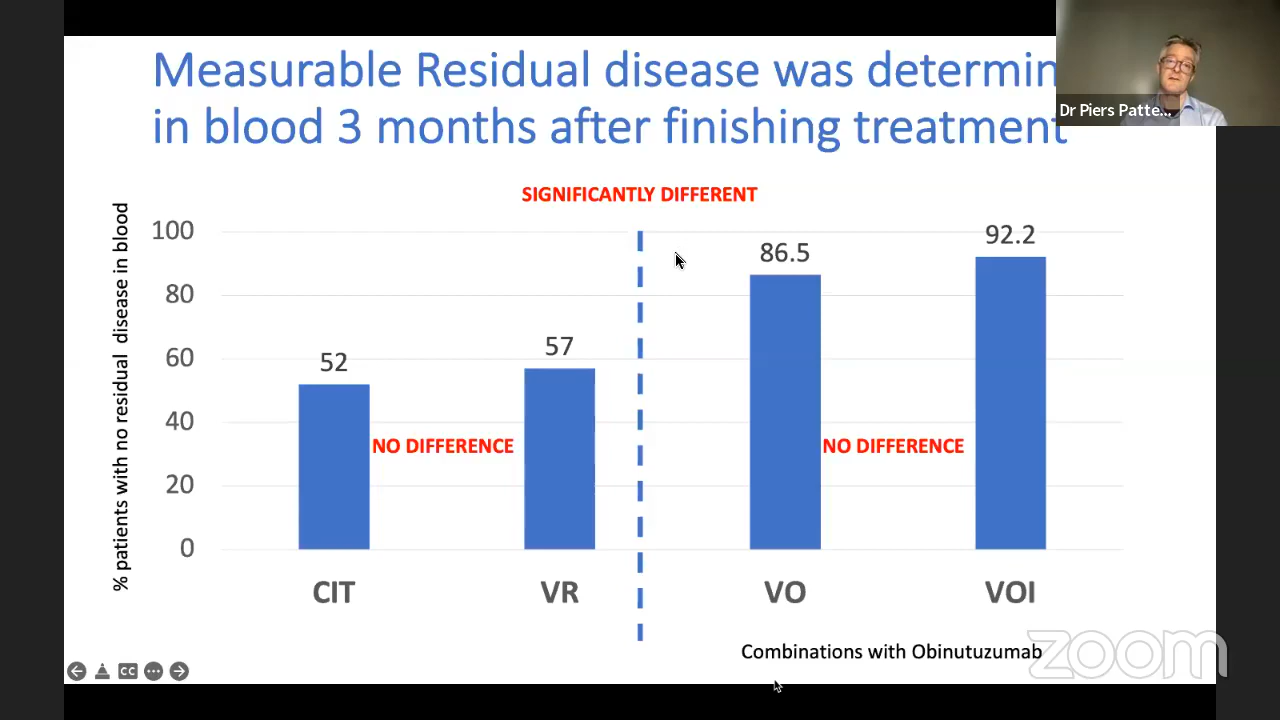 Measurable Residual disease was determin
in blood 3 months after finishing treatment
Dr Piers Patte...
SIGNIFICANTLY DIFFERENT
% patients with no residual disease in blood
100
80
60
40
20
0
52
57
86.5
92.2
NO DIFFERENCE
NO DIFFERENCE
CIT
VR
VO
VOI
Combinations with Obinutuzumab
zoom
CC